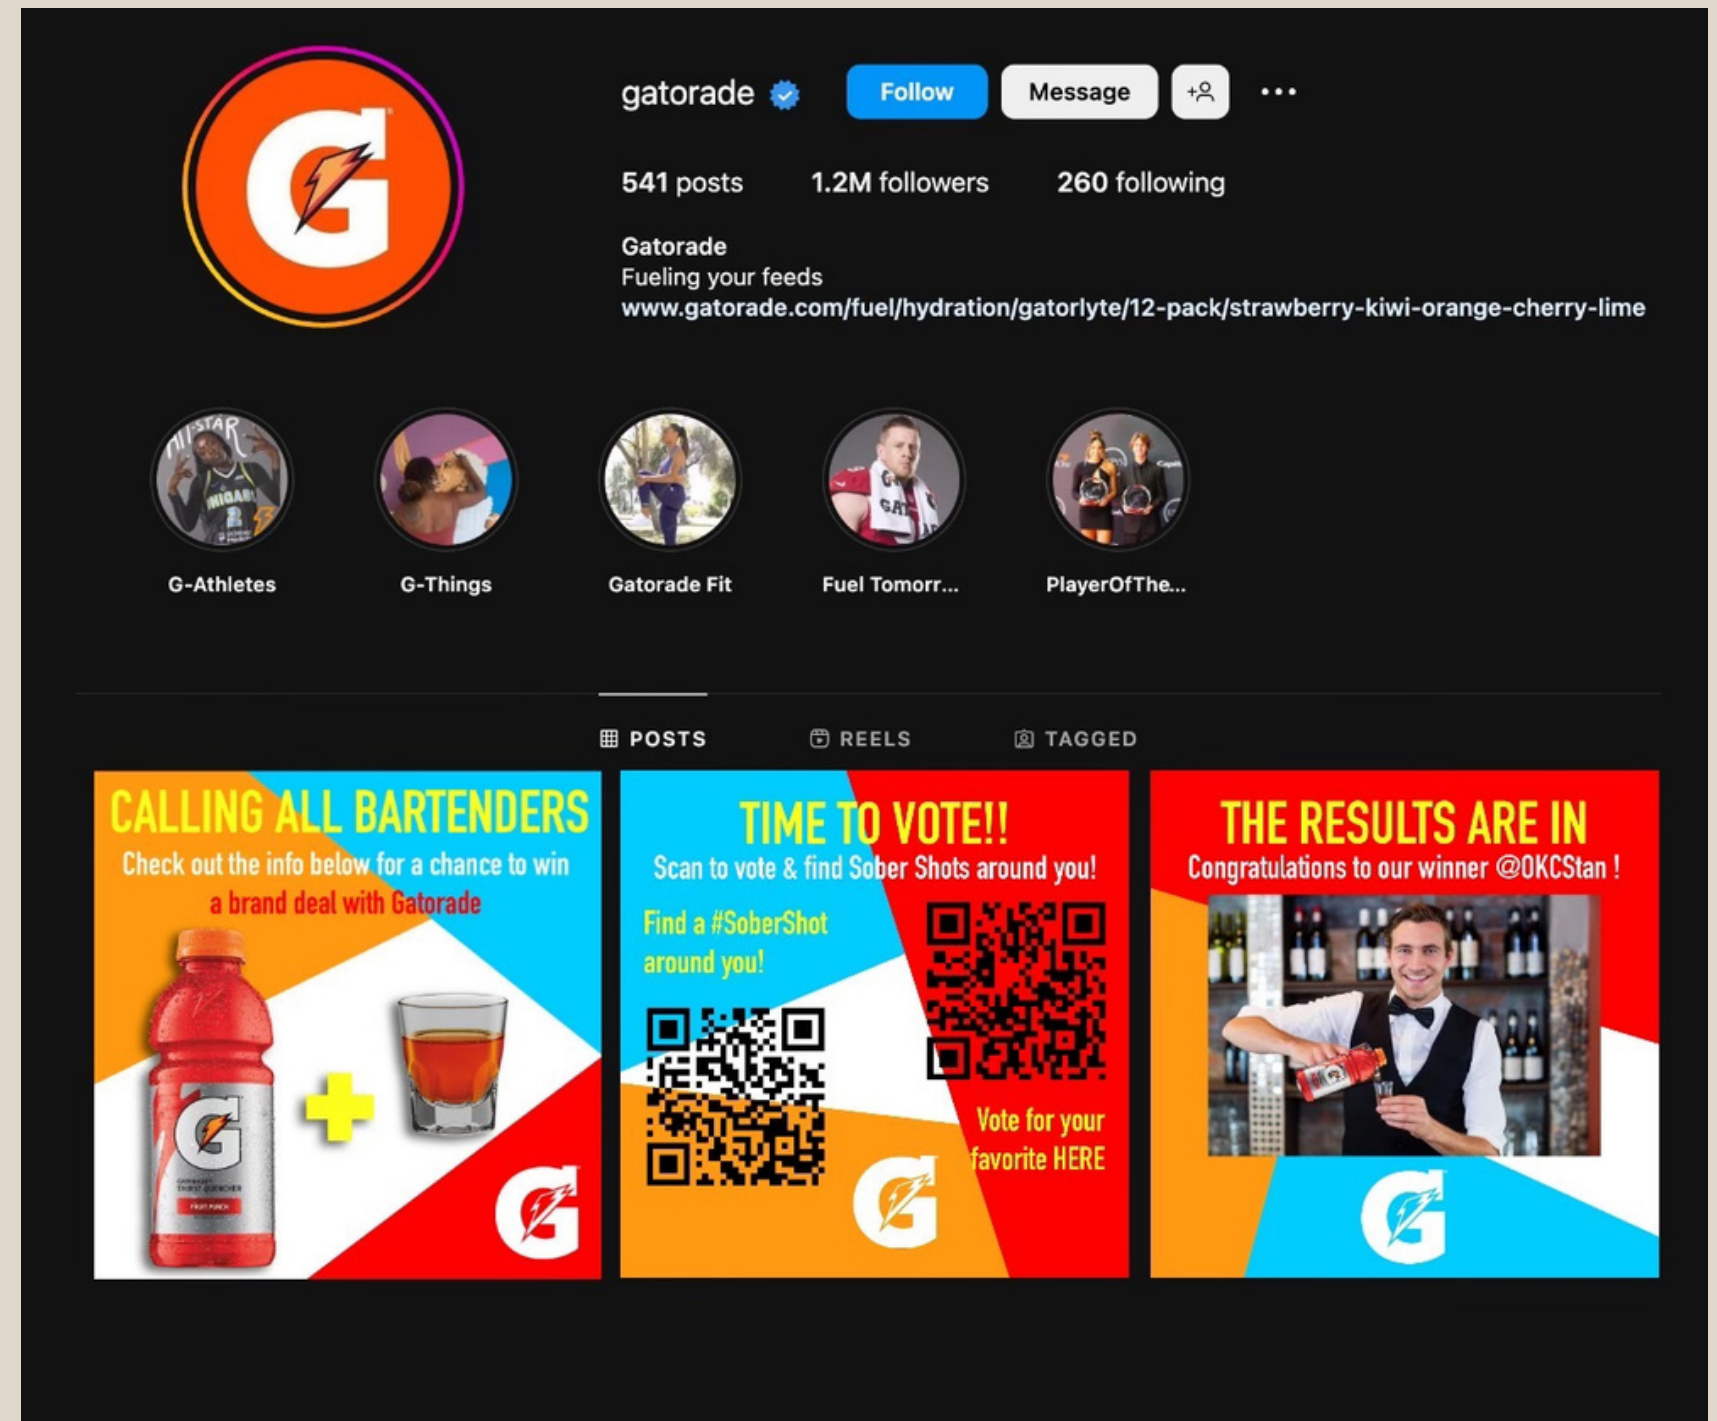 gatorade
Follow
Message
541 posts
1.2M followers
260 following
Gatorade
Fueling your feeds
www.gatorade.com/fuel/hydration/gatorlyte/12-pack/strawberry-kiwi-orange-cherry-lime
G-Athletes
G-Things
Gatorade Fit
Fuel Tomorr...
PlayerOfThe...
POSTS
REELS
TAGGED
CALLING ALL BARTENDERS
Check out the info below for a chance to win
a brand deal with Gatorade
G
THIRST QUENCHER
FRUIT PUNCH
G
TIME TO VOTE!!
Scan to vote & find Sober Shots around you!
Find a #SoberShot
around you!
Vote for your
favorite HERE
G
THE RESULTS ARE IN
Congratulations to our winner @OKCStan !
G